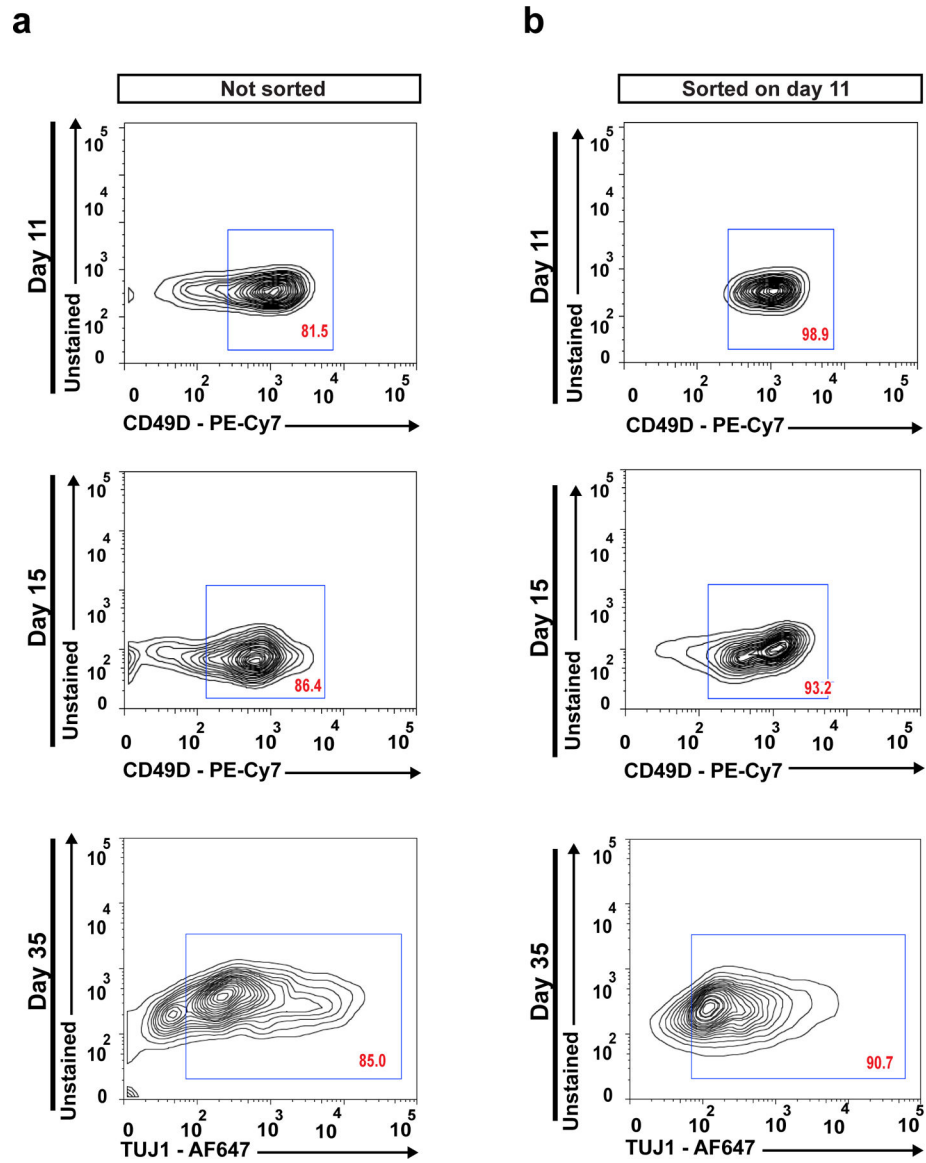 a
b
Not sorted
Sorted on day 11
Day 11
Unstained
10^5
10^4
10^3
10^2
0
81.5
0 10^2 10^3 10^4 10^5
CD49D - PE-Cy7
Day 11
Unstained
10^5
10^4
10^3
10^2
0
98.9
0 10^2 10^3 10^4 10^5
CD49D - PE-Cy7
Day 15
Unstained
10^5
10^4
10^3
10^2
0
86.4
0 10^2 10^3 10^4 10^5
CD49D - PE-Cy7
Day 15
Unstained
10^5
10^4
10^3
10^2
0
93.2
0 10^2 10^3 10^4 10^5
CD49D - PE-Cy7
Day 35
Unstained
10^5
10^4
10^3
10^3
10^2
0
85.0
0 10^2 10^3 10^4 10^5
TUJ1 - AF647
Day 35
Unstained
10^5
10^4
10^3
10^3
10^2
0
90.7
0 10^2 10^3 10^4 10^5
TUJ1 - AF647